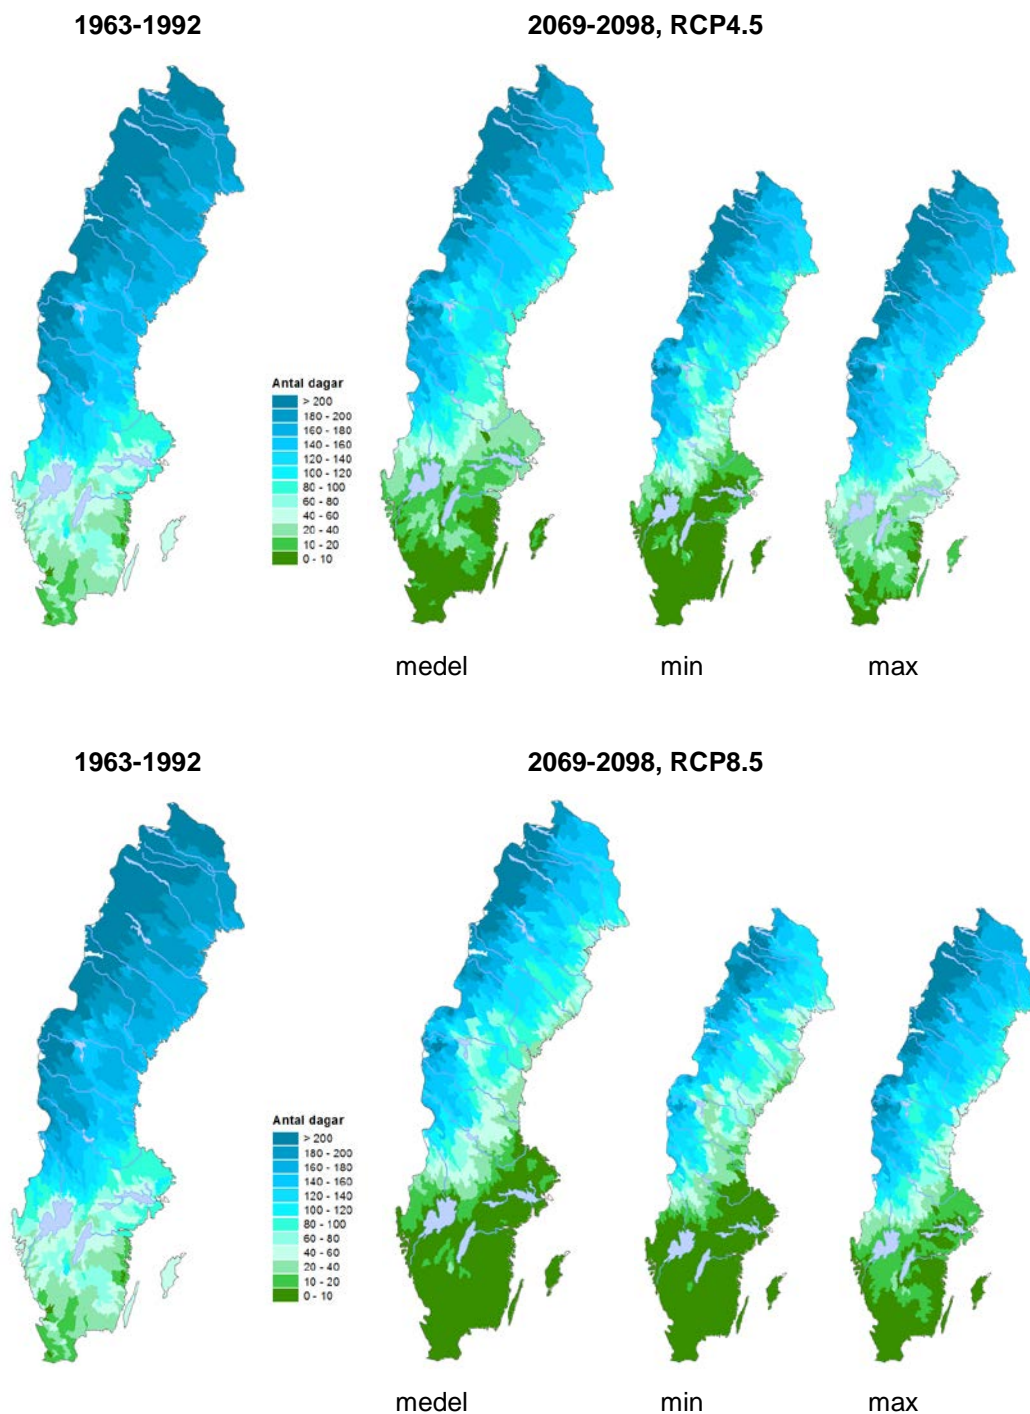 1963-1992
2069-2098, RCP4.5
Antal dagar
> 200
180 - 200
160 - 180
140 - 160
120 - 140
100 - 120
80 - 100
60 - 80
40 - 60
20 - 40
10 - 20
0 - 10
medel
min
max
1963-1992
2069-2098, RCP8.5
Antal dagar
> 200
180 - 200
160 - 180
140 - 160
120 - 140
100 - 120
80 - 100
60 - 80
40 - 60
20 - 40
10 - 20
0 - 10
medel
min
max